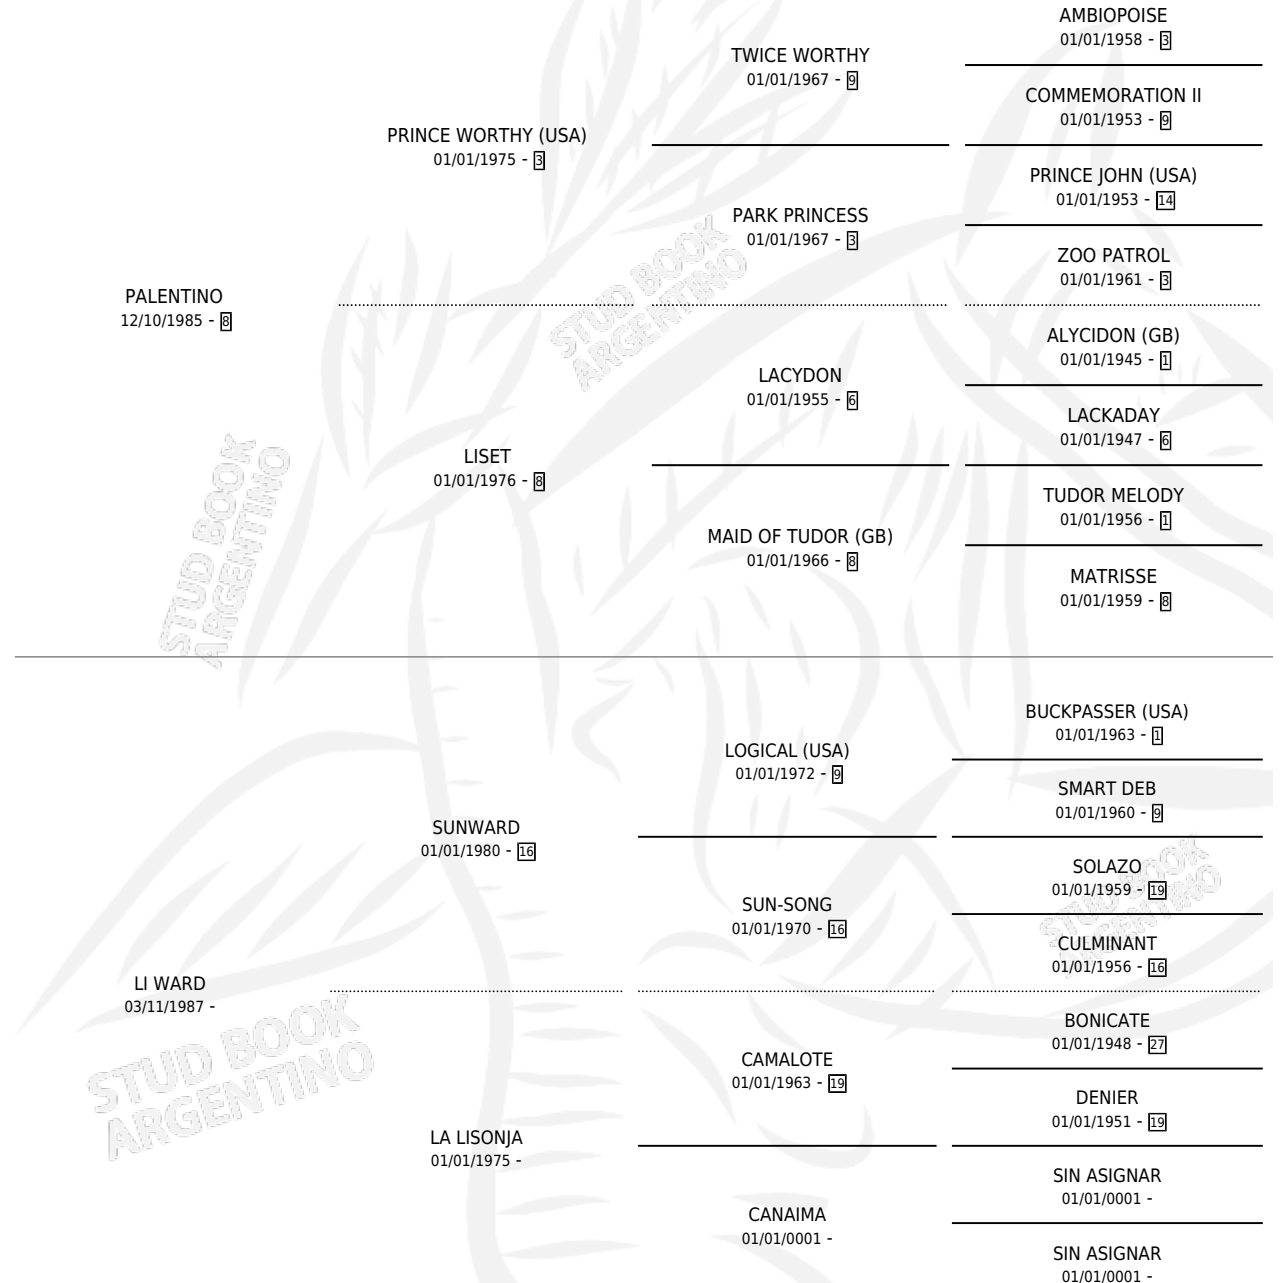 AMBIOPOISE
01/01/1958 - 3
TWICE WORTHY
01/01/1967 - 9
COMMEMORATION II
01/01/1953 - 9
PRINCE WORTHY (USA)
01/01/1975 - 3
PRINCE JOHN (USA)
01/01/1953 - 14
PARK PRINCESS
01/01/1967 - 3
ZOO PATROL
01/01/1961 - 3
PALENTINO
12/10/1985 - 8
STUD BOOK
ARGENTINO
ALYCIDON (GB)
01/01/1945 - 1
LACYDON
01/01/1955 - 6
LACKADAY
01/01/1947 - 6
LISET
01/01/1976 - 8
TUDOR MELODY
01/01/1956 - 1
MAID OF TUDOR (GB)
01/01/1966 - 8
MATRISSE
01/01/1959 - 8
STUD BOOK
ARGENTINO
BUCKPASSER (USA)
01/01/1963 - 1
LOGICAL (USA)
01/01/1972 - 9
SMART DEB
01/01/1960 - 9
SUNWARD
01/01/1980 - 16
SOLAZO
01/01/1959 - 19
SUN-SONG
01/01/1970 - 16
CULMINANT
01/01/1956 - 16
STUD BOOK
ARGENTINO
LI WARD
03/11/1987 -
BONICATE
01/01/1948 - 27
CAMALOTE
01/01/1963 - 19
DENIER
01/01/1951 - 19
STUD BOOK
ARGENTINO
LA LISONJA
01/01/1975 -
SIN ASIGNAR
01/01/0001 -
CANAIMA
01/01/0001 -
SIN ASIGNAR
01/01/0001 -